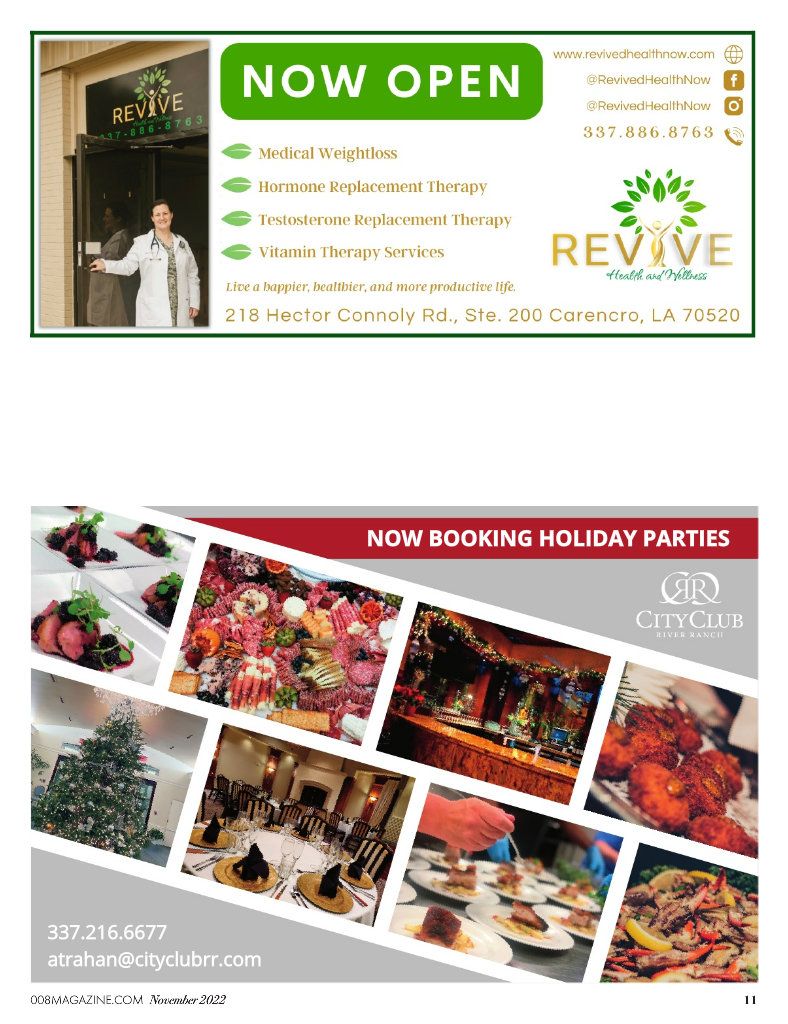 REVIVE
Health and Wellness
337-886-8763
NOW OPEN
Medical Weightloss
Hormone Replacement Therapy
Testosterone Replacement Therapy
Vitamin Therapy Services
Live a happier, healthier, and more productive life.
www.revivedhealthnow.com
@RevivedHealthNow
@RevivedHealthNow
337.886.8763
REVIVE
Health and Wellness
218 Hector Connoly Rd., Ste. 200 Carencro, LA 70520
NOW BOOKING HOLIDAY PARTIES
RR
CITY CLUB
RIVER RANCH
337.216.6677
atrahan@cityclubrr.com
008MAGAZINE.COM November 2022
11